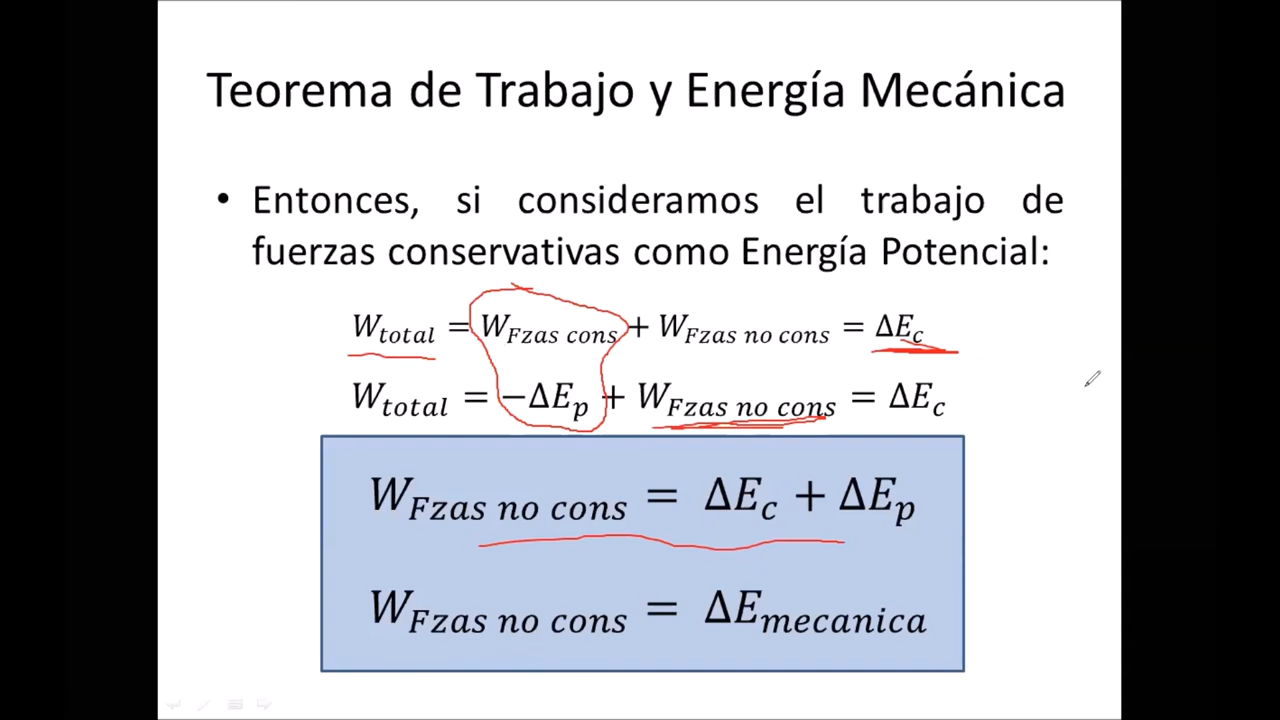 Teorema de Trabajo y Energía Mecánica
• Entonces, si consideramos el trabajo de
fuerzas conservativas como Energía Potencial:
W_total = W_Fzas cons + W_Fzas no cons = ΔE_c
W_total = −ΔE_p + W_Fzas no cons = ΔE_c
W_Fzas no cons = ΔE_c + ΔE_p
W_Fzas no cons = ΔE_mecanica